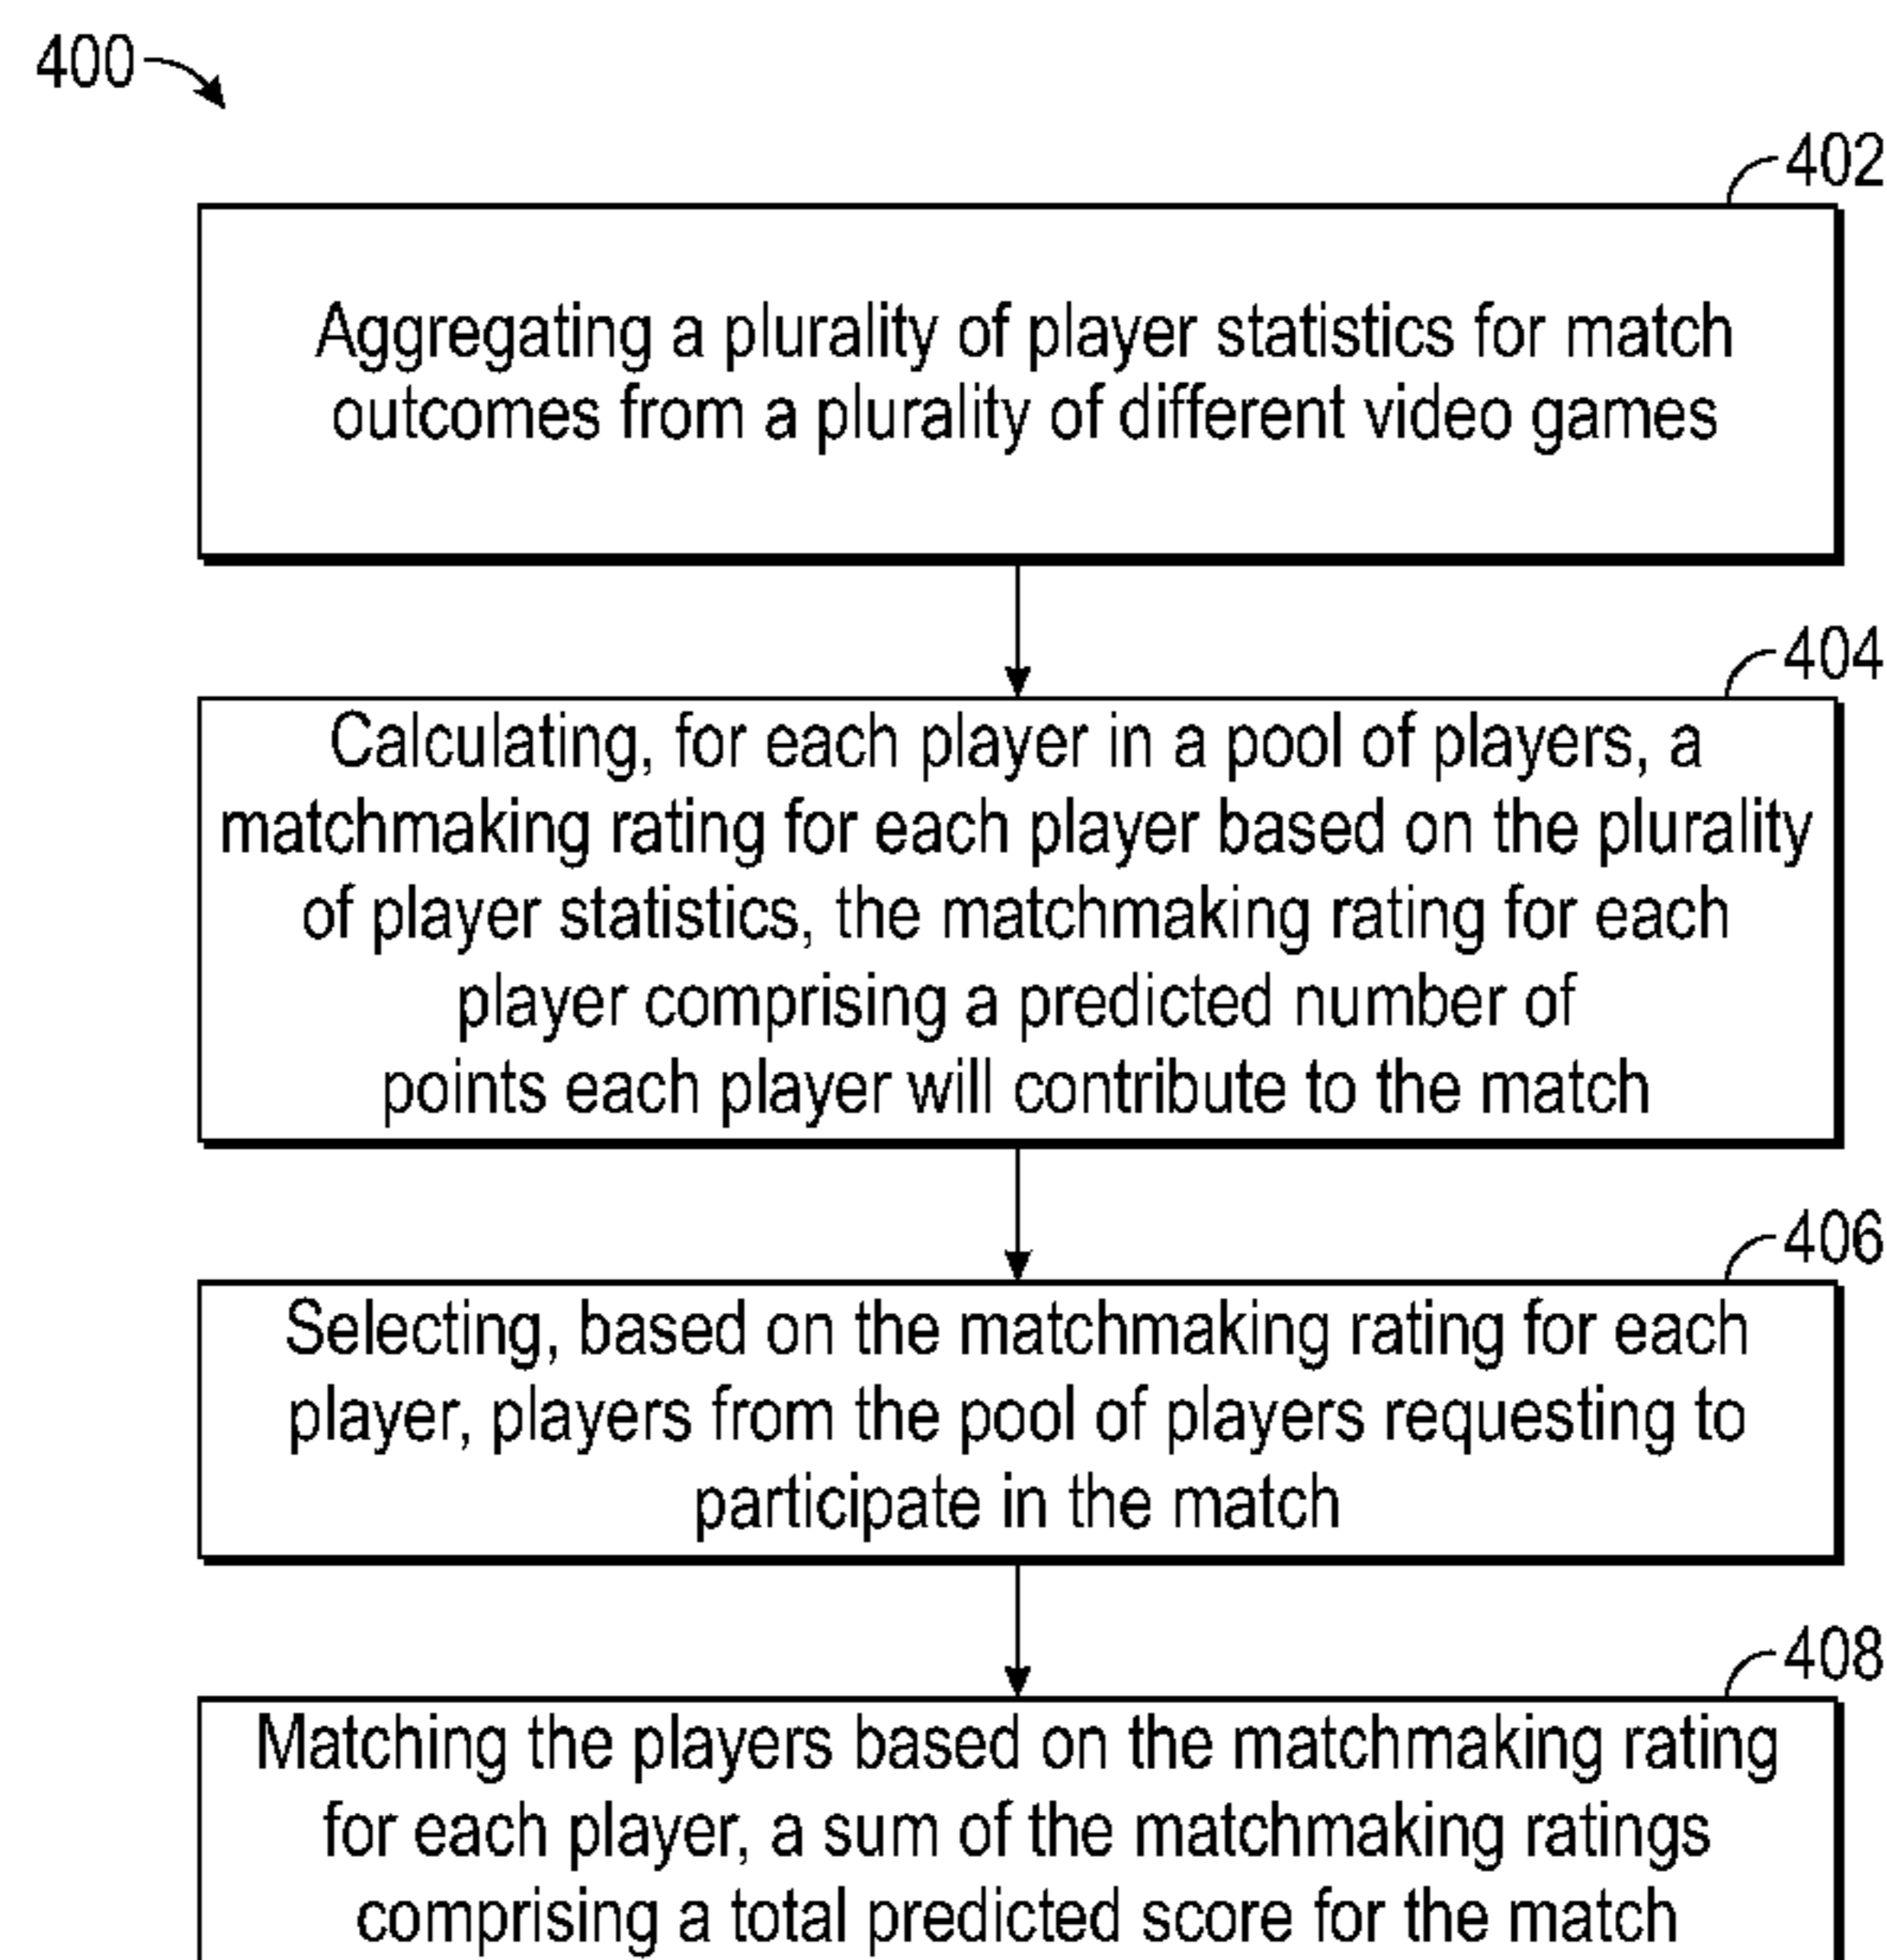 400
402
Aggregating a plurality of player statistics for match
outcomes from a plurality of different video games
404
Calculating, for each player in a pool of players, a
matchmaking rating for each player based on the plurality
of player statistics, the matchmaking rating for each
player comprising a predicted number of
points each player will contribute to the match
406
Selecting, based on the matchmaking rating for each
player, players from the pool of players requesting to
participate in the match
408
Matching the players based on the matchmaking rating
for each player, a sum of the matchmaking ratings
comprising a total predicted score for the match